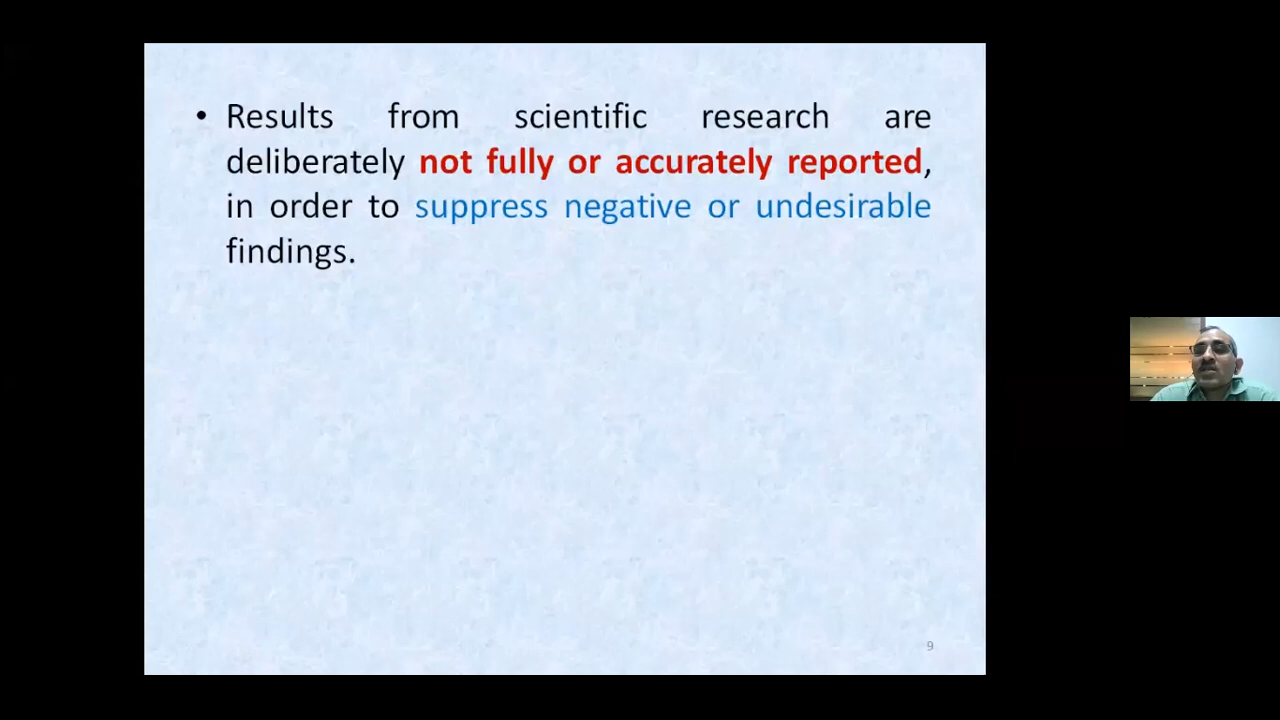 • Results from scientific research are
deliberately not fully or accurately reported,
in order to suppress negative or undesirable
findings.
9